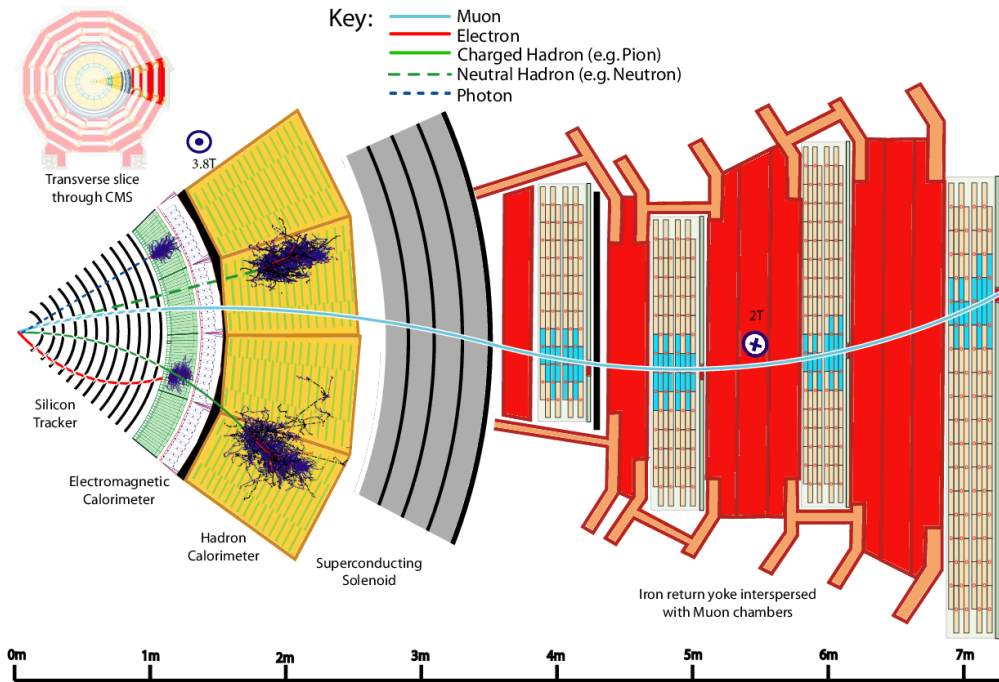 Key:
Muon
Electron
Charged Hadron (e.g. Pion)
Neutral Hadron (e.g. Neutron)
Photon
Transverse slice
through CMS
3.8T
2T
Silicon
Tracker
Electromagnetic
Calorimeter
Hadron
Calorimeter
Superconducting
Solenoid
Iron return yoke interspersed
with Muon chambers
0m 1m 2m 3m 4m 5m 6m 7m